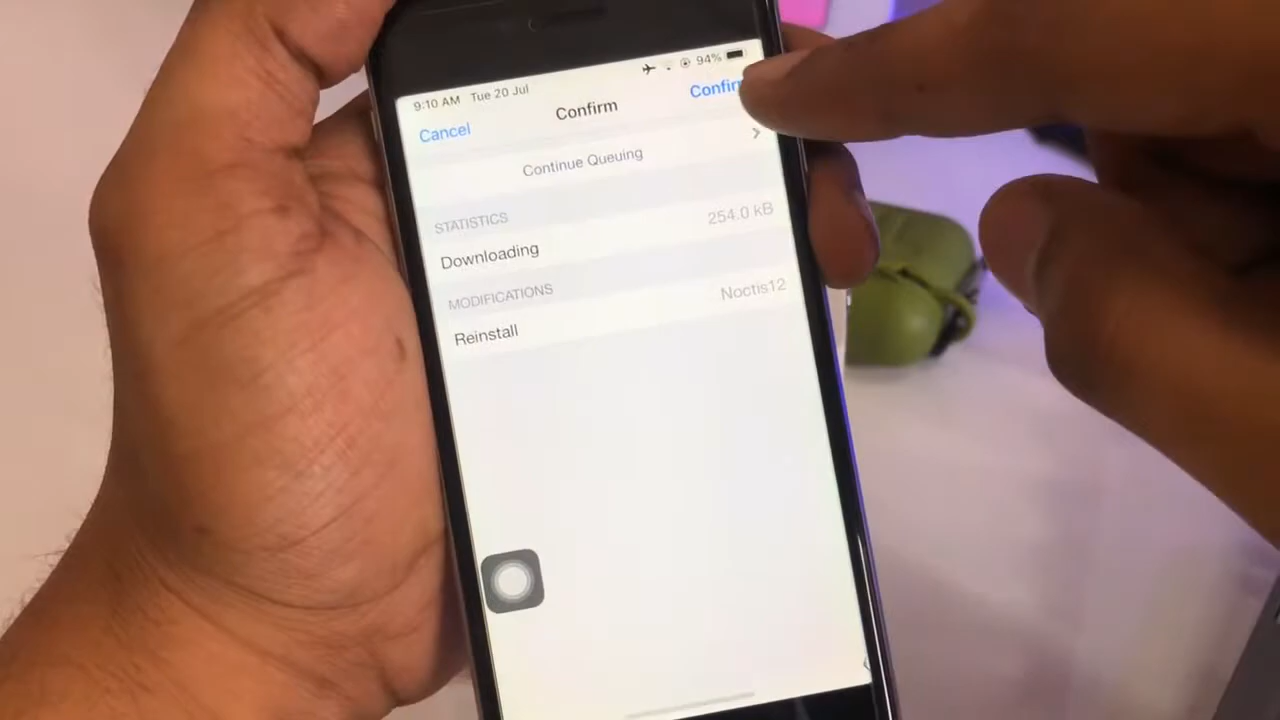 9:10 AM Tue 20 Jul 94%
Cancel Confirm
Continue Queuing
STATISTICS
Downloading 254.0 kB
MODIFICATIONS
Reinstall Noctis12